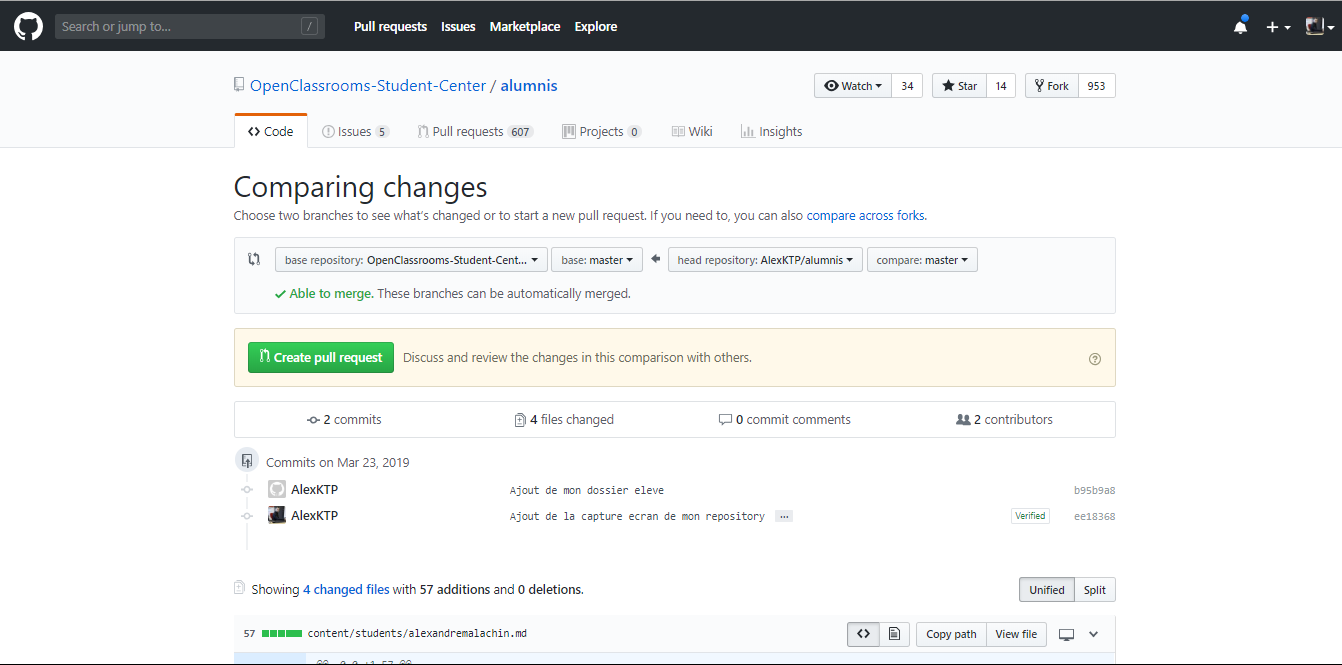 Search or jump to... /
Pull requests Issues Marketplace Explore
OpenClassrooms-Student-Center / alumnis
Watch 34 Star 14 Fork 953
Code Issues 5 Pull requests 607 Projects 0 Wiki Insights
Comparing changes
Choose two branches to see what's changed or to start a new pull request. If you need to, you can also compare across forks.
base repository: OpenClassrooms-Student-Cent... base: master head repository: AlexKTP/alumnis compare: master
Able to merge. These branches can be automatically merged.
Create pull request Discuss and review the changes in this comparison with others.
2 commits 4 files changed 0 commit comments 2 contributors
Commits on Mar 23, 2019
AlexKTP Ajout de mon dossier eleve b95b9a8
AlexKTP Ajout de la capture ecran de mon repository ... Verified ee18368
Showing 4 changed files with 57 additions and 0 deletions.
Unified Split
57 content/students/alexandremalachin.md
Copy path View file